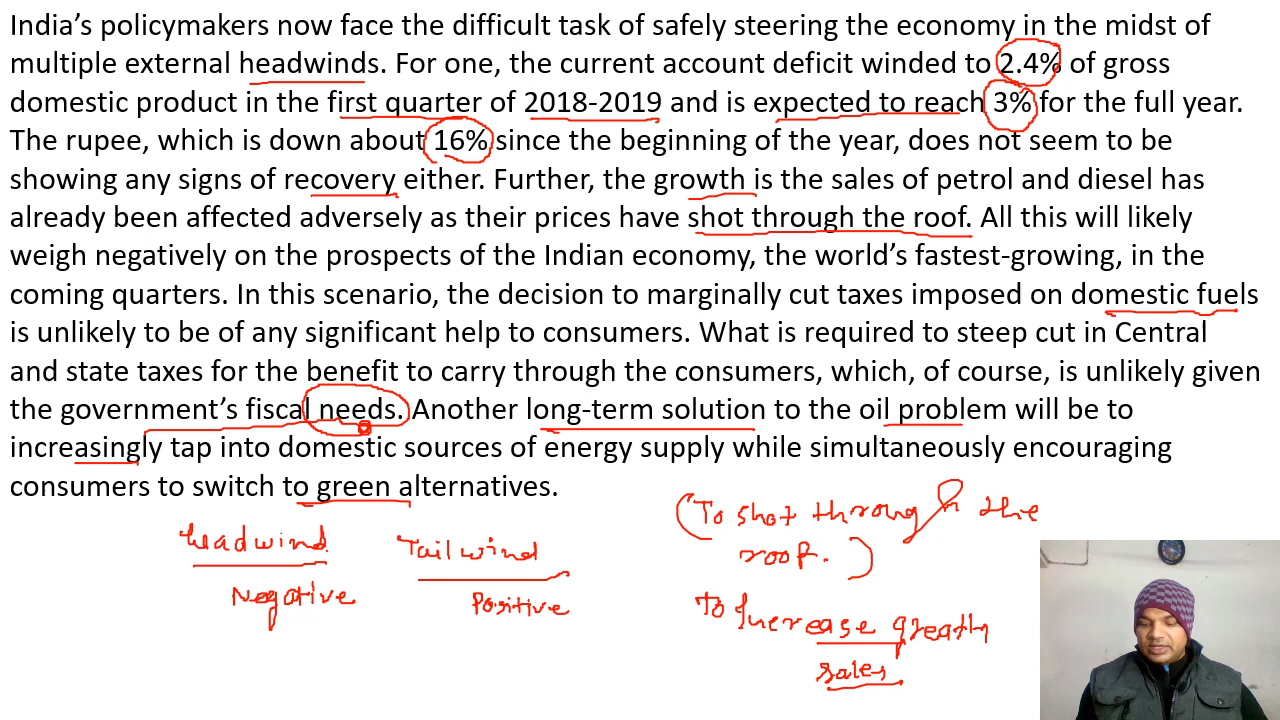 India’s policymakers now face the difficult task of safely steering the economy in the midst of
multiple external headwinds. For one, the current account deficit winded to 2.4% of gross
domestic product in the first quarter of 2018-2019 and is expected to reach 3% for the full year.
The rupee, which is down about 16% since the beginning of the year, does not seem to be
showing any signs of recovery either. Further, the growth is the sales of petrol and diesel has
already been affected adversely as their prices have shot through the roof. All this will likely
weigh negatively on the prospects of the Indian economy, the world’s fastest-growing, in the
coming quarters. In this scenario, the decision to marginally cut taxes imposed on domestic fuels
is unlikely to be of any significant help to consumers. What is required to steep cut in Central
and state taxes for the benefit to carry through the consumers, which, of course, is unlikely given
the government’s fiscal needs. Another long-term solution to the oil problem will be to
increasingly tap into domestic sources of energy supply while simultaneously encouraging
consumers to switch to green alternatives.
headwind Tailwind
Negative Positive
(To shot through the
roof.)
To Increase greatly
sales